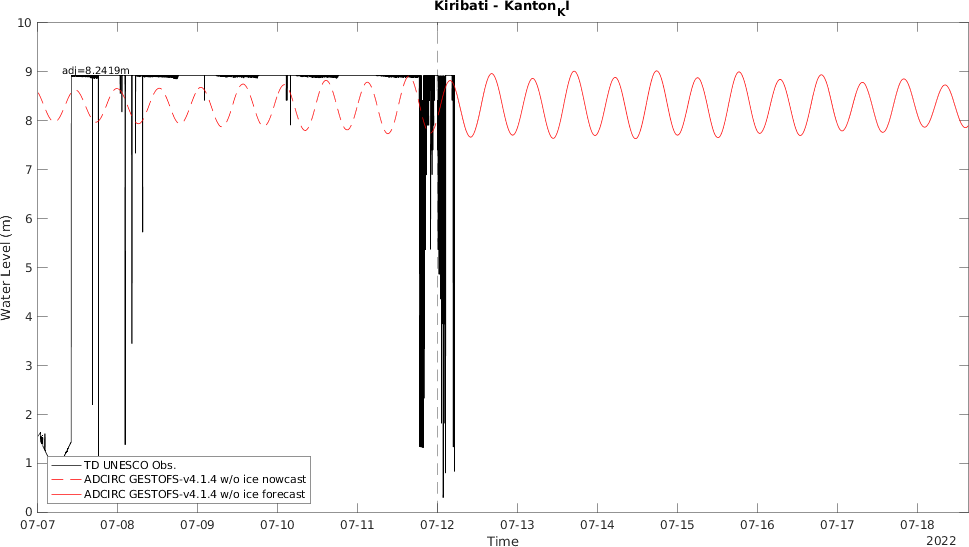 Kiribati - Kanton_KI
10
9
8
7
6
5
4
3
2
1
0
Water Level (m)
adj=8.2419m
TD UNESCO Obs.
ADCIRC GESTOFS-v4.1.4 w/o ice nowcast
ADCIRC GESTOFS-v4.1.4 w/o ice forecast
07-07 07-08 07-09 07-10 07-11 07-12 07-13 07-14 07-15 07-16 07-17 07-18
Time
2022